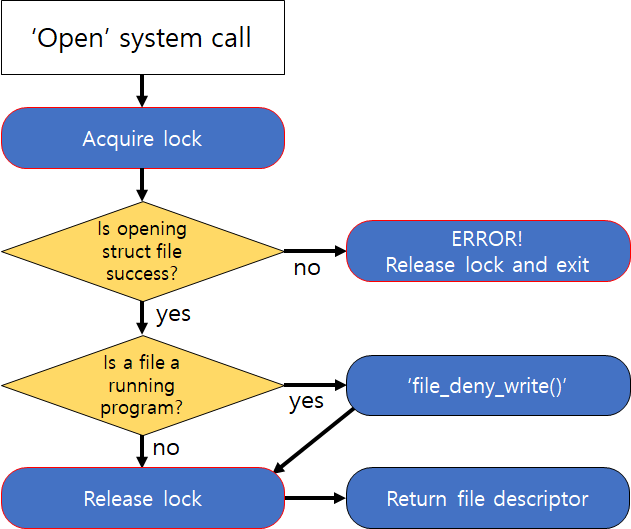 ‘Open’ system call
Acquire lock
Is opening
struct file
success?
no
ERROR!
Release lock and exit
yes
Is a file a
running
program?
yes
‘file_deny_write()’
no
Release lock
Return file descriptor